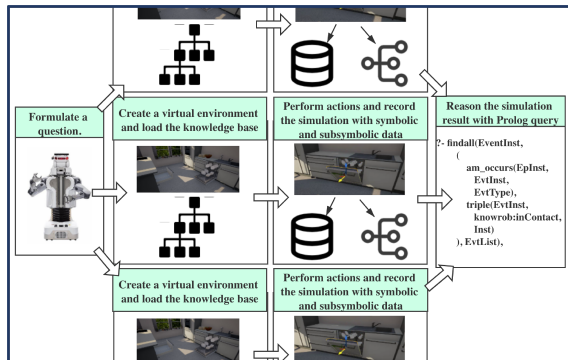 Formulate a
question.
Create a virtual environment
and load the knowledge base
Perform actions and record
the simulation with symbolic
and subsymbolic data
Reason the simulation
result with Prolog query
?- findall(EventInst,
(
am_occurs(EpInst,
EvtInst,
EvtType),
triple(EvtInst,
knowrob:inContact,
Inst)
), EvtList),
Create a virtual environment
and load the knowledge base
Perform actions and record
the simulation with symbolic
and subsymbolic data